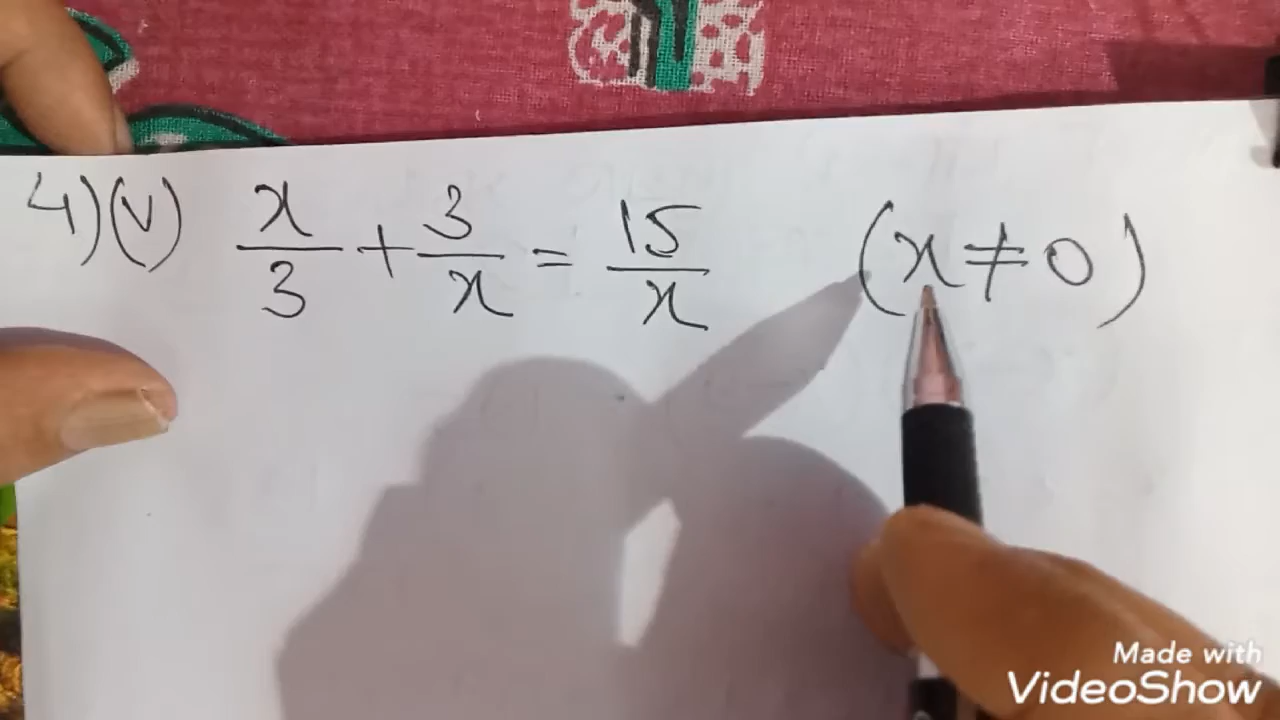 4)(v) x/3 + 3/x = 15/x (x≠0)
Made with
VideoShow